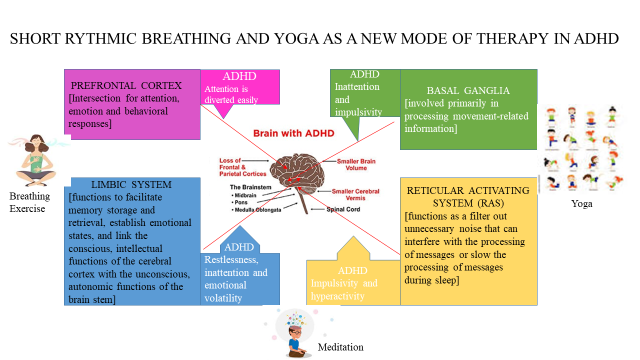 SHORT RYTHMIC BREATHING AND YOGA AS A NEW MODE OF THERAPY IN ADHD
PREFRONTAL CORTEX
[Intersection for attention,
emotion and behavioral
responses]
ADHD
Attention is
diverted easily
ADHD
Inattention
and
impulsivity
BASAL GANGLIA
[involved primarily in
processing movement-related
information]
Brain with ADHD
Loss of
Frontal &
Parietal Cortices
The Brainstem
• Midbrain
• Pons
• Medulla Oblongata
Smaller Brain
Volume
Smaller Cerebral
Vermis
Spinal Cord
Breathing
Exercise
Yoga
LIMBIC SYSTEM
[functions to facilitate
memory storage and
retrieval, establish emotional
states, and link the
conscious, intellectual
functions of the cerebral
cortex with the unconscious,
autonomic functions of the
brain stem]
ADHD
Restlessness,
inattention and
emotional
volatility
ADHD
Impulsivity and
hyperactivity
RETICULAR ACTIVATING
SYSTEM (RAS)
[functions as a filter out
unnecessary noise that can
interfere with the processing
of messages or slow the
processing of messages
during sleep]
Meditation